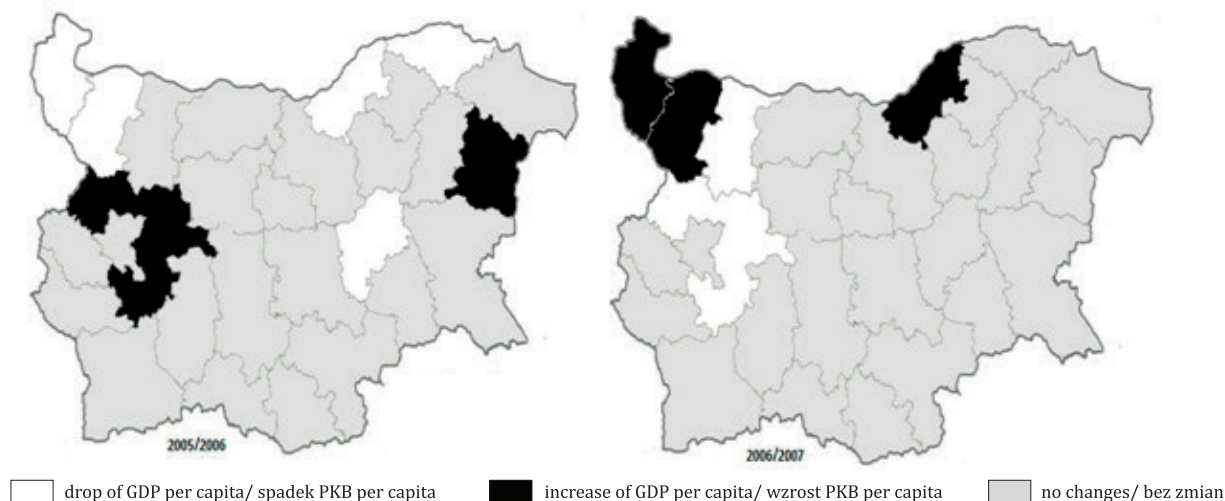 2005/2006
2006/2007
drop of GDP per capita/ spadek PKB per capita
increase of GDP per capita/ wzrost PKB per capita
no changes/ bez zmian